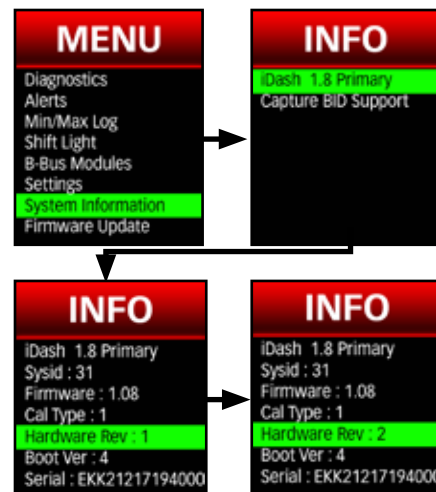 MENU
Diagnostics
Alerts
Min/Max Log
Shift Light
B-Bus Modules
Settings
System Information
Firmware Update
INFO
iDash 1.8 Primary
Capture BID Support
INFO
iDash 1.8 Primary
Sysid : 31
Firmware : 1.08
Cal Type : 1
Hardware Rev : 1
Boot Ver : 4
Serial : EKK21217194000
INFO
iDash 1.8 Primary
Sysid : 31
Firmware : 1.08
Cal Type : 1
Hardware Rev : 2
Boot Ver : 4
Serial : EKK21217194000